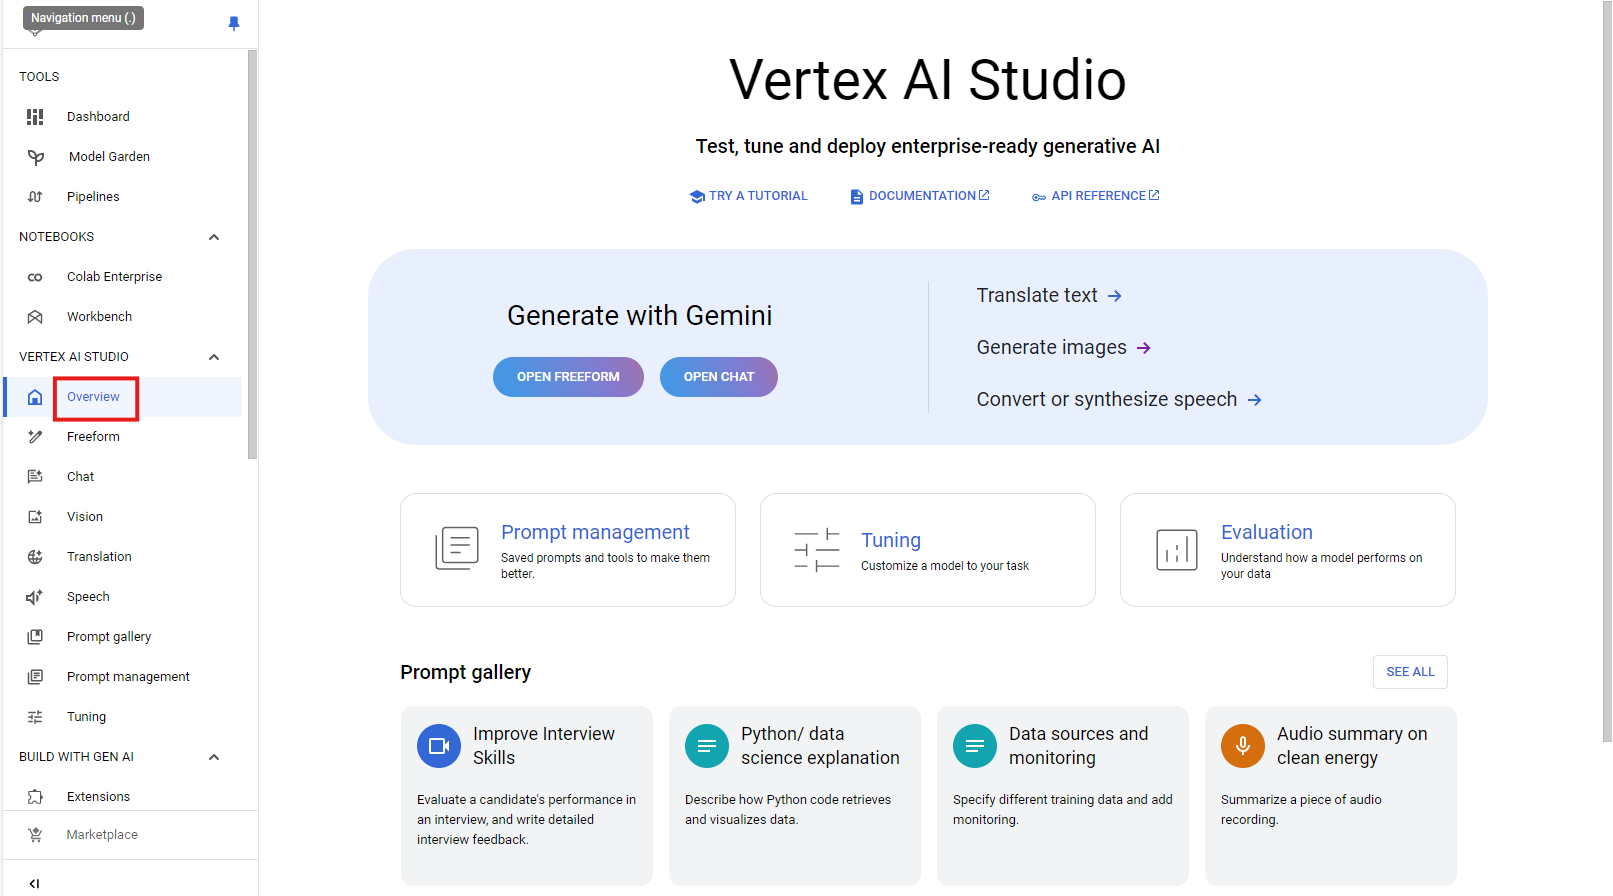 Navigation menu (.)
TOOLS
Dashboard
Model Garden
Pipelines
NOTEBOOKS
Colab Enterprise
Workbench
VERTEX AI STUDIO
Overview
Freeform
Chat
Vision
Translation
Speech
Prompt gallery
Prompt management
Tuning
BUILD WITH GEN AI
Extensions
Marketplace
Vertex AI Studio
Test, tune and deploy enterprise-ready generative AI
TRY A TUTORIAL
DOCUMENTATION
API REFERENCE
Generate with Gemini
OPEN FREEFORM
OPEN CHAT
Translate text
Generate images
Convert or synthesize speech
Prompt management
Saved prompts and tools to make them
better.
Tuning
Customize a model to your task
Evaluation
Understand how a model performs on
your data
Prompt gallery
SEE ALL
Improve Interview
Skills
Evaluate a candidate's performance in
an interview, and write detailed
interview feedback.
Python/ data
science explanation
Describe how Python code retrieves
and visualizes data.
Data sources and
monitoring
Specify different training data and add
monitoring.
Audio summary on
clean energy
Summarize a piece of audio
recording.